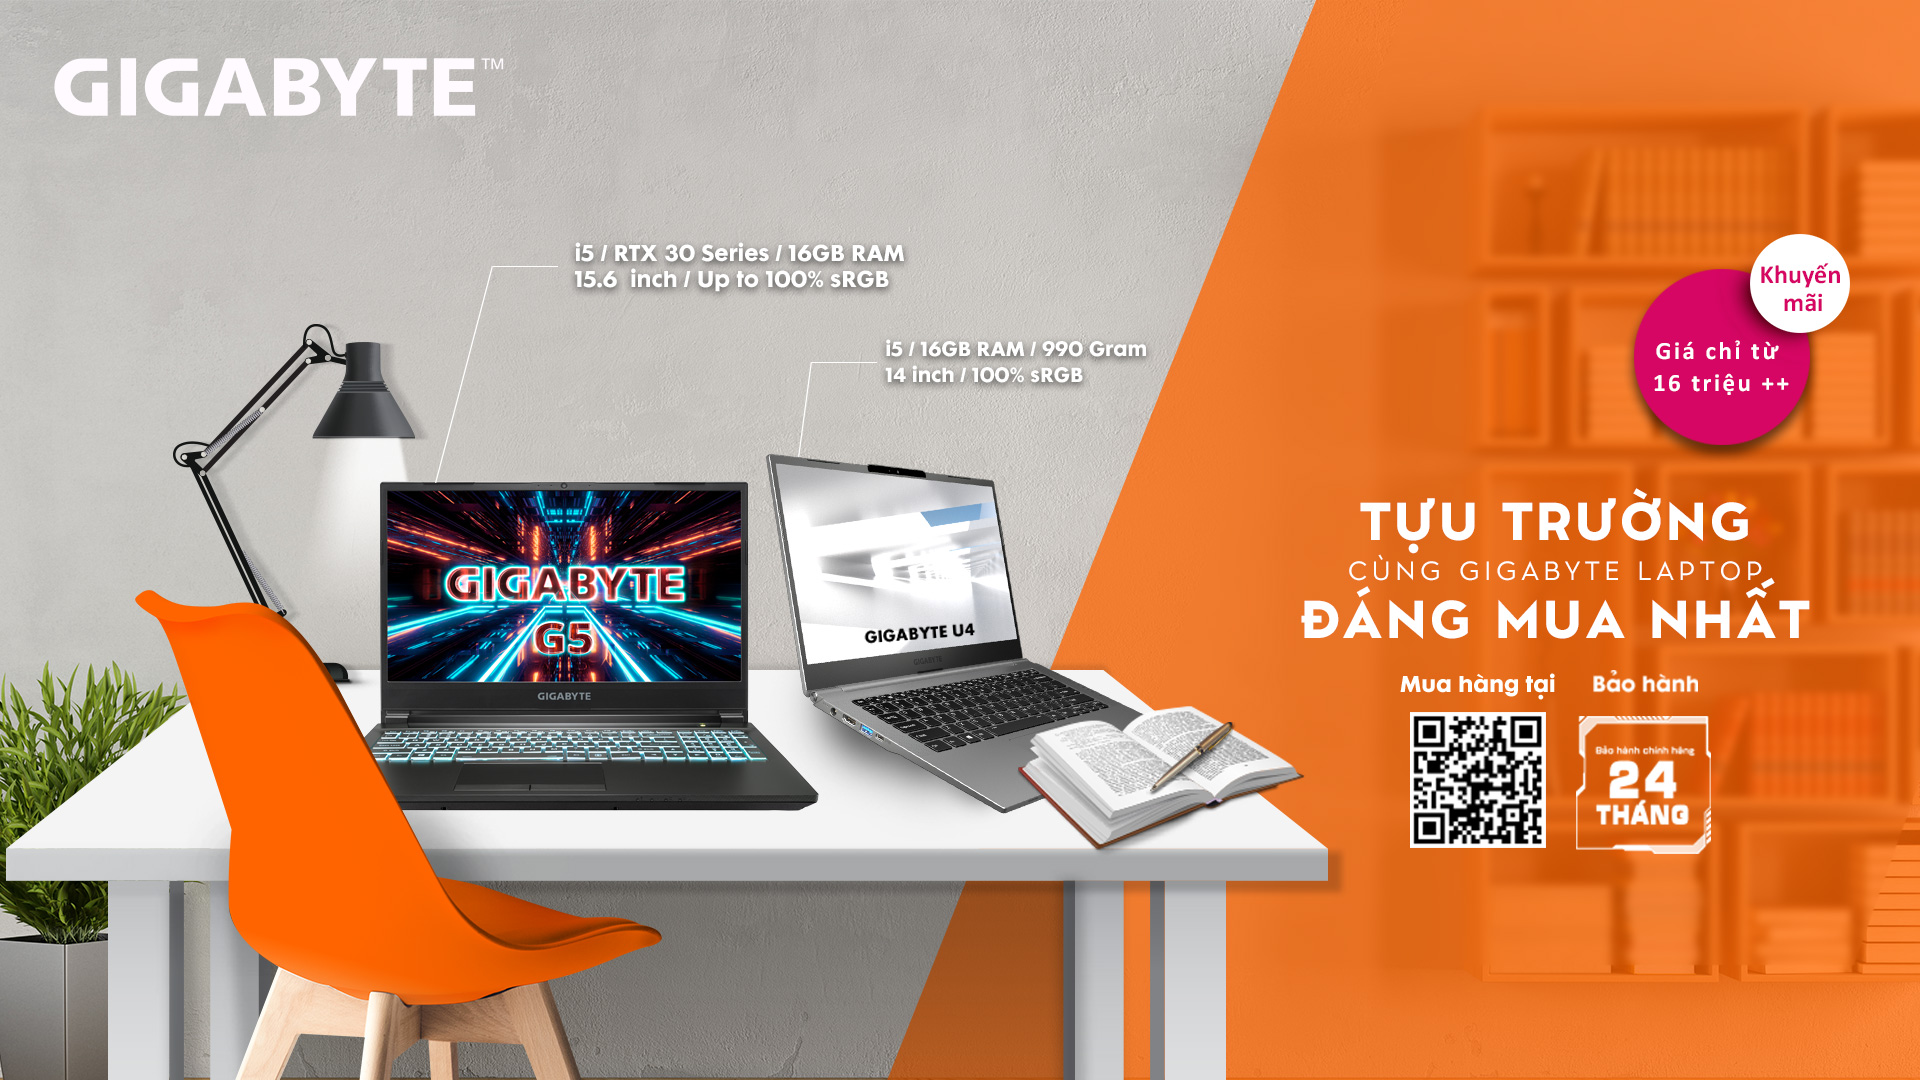 GIGABYTE™
i5 / RTX 30 Series / 16GB RAM
15.6 inch / Up to 100% sRGB
i5 / 16GB RAM / 990 Gram
14 inch / 100% sRGB
GIGABYTE
G5
GIGABYTE
GIGABYTE U4
GIGABYTE
Khuyến
mãi
Giá chỉ từ
16 triệu ++
TỰU TRƯỜNG
CÙNG GIGABYTE LAPTOP
ĐÁNG MUA NHẤT
Mua hàng tại
Bảo hành
Bảo hành chính hãng
24
THÁNG